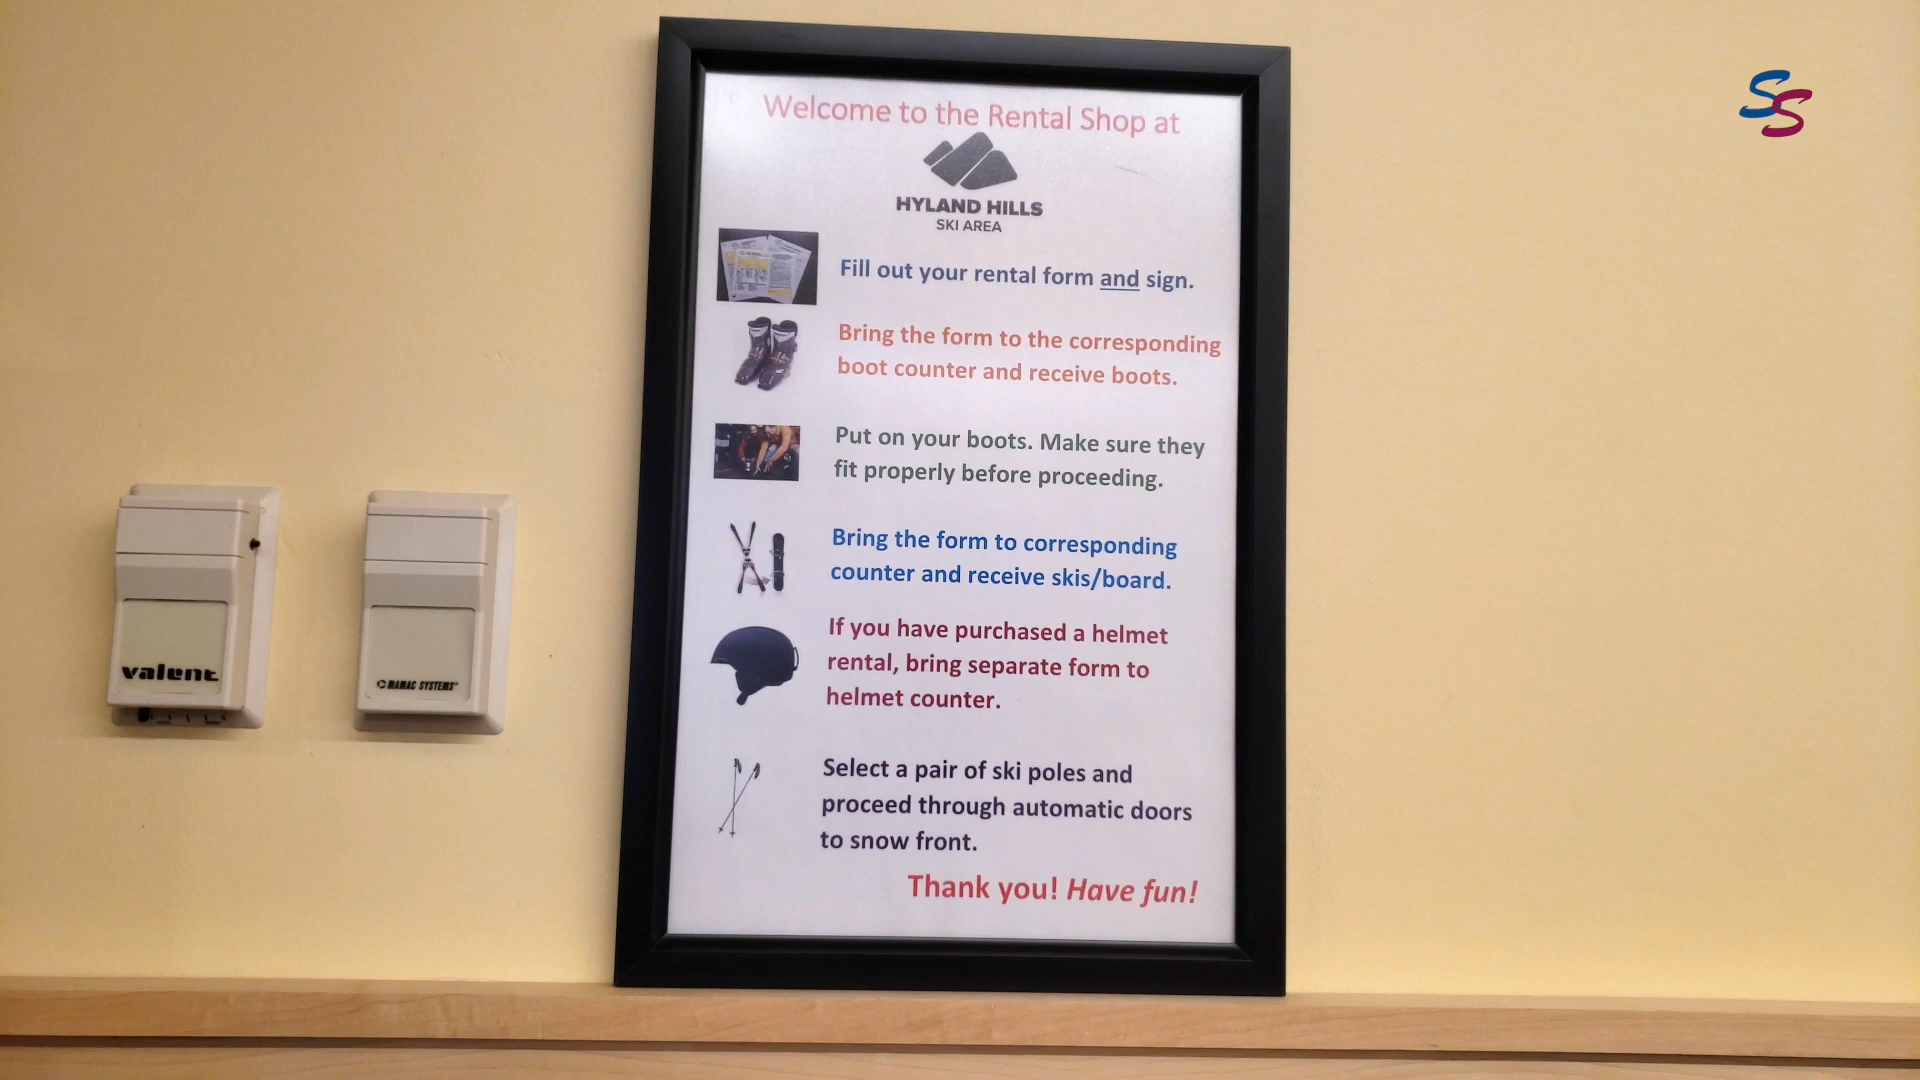 SS
Welcome to the Rental Shop at
HYLAND HILLS
SKI AREA
Fill out your rental form and sign.
Bring the form to the corresponding
boot counter and receive boots.
Put on your boots. Make sure they
fit properly before proceeding.
Bring the form to corresponding
counter and receive skis/board.
If you have purchased a helmet
rental, bring separate form to
helmet counter.
Select a pair of ski poles and
proceed through automatic doors
to snow front.
Thank you! Have fun!
valent
MAMAC SYSTEMS